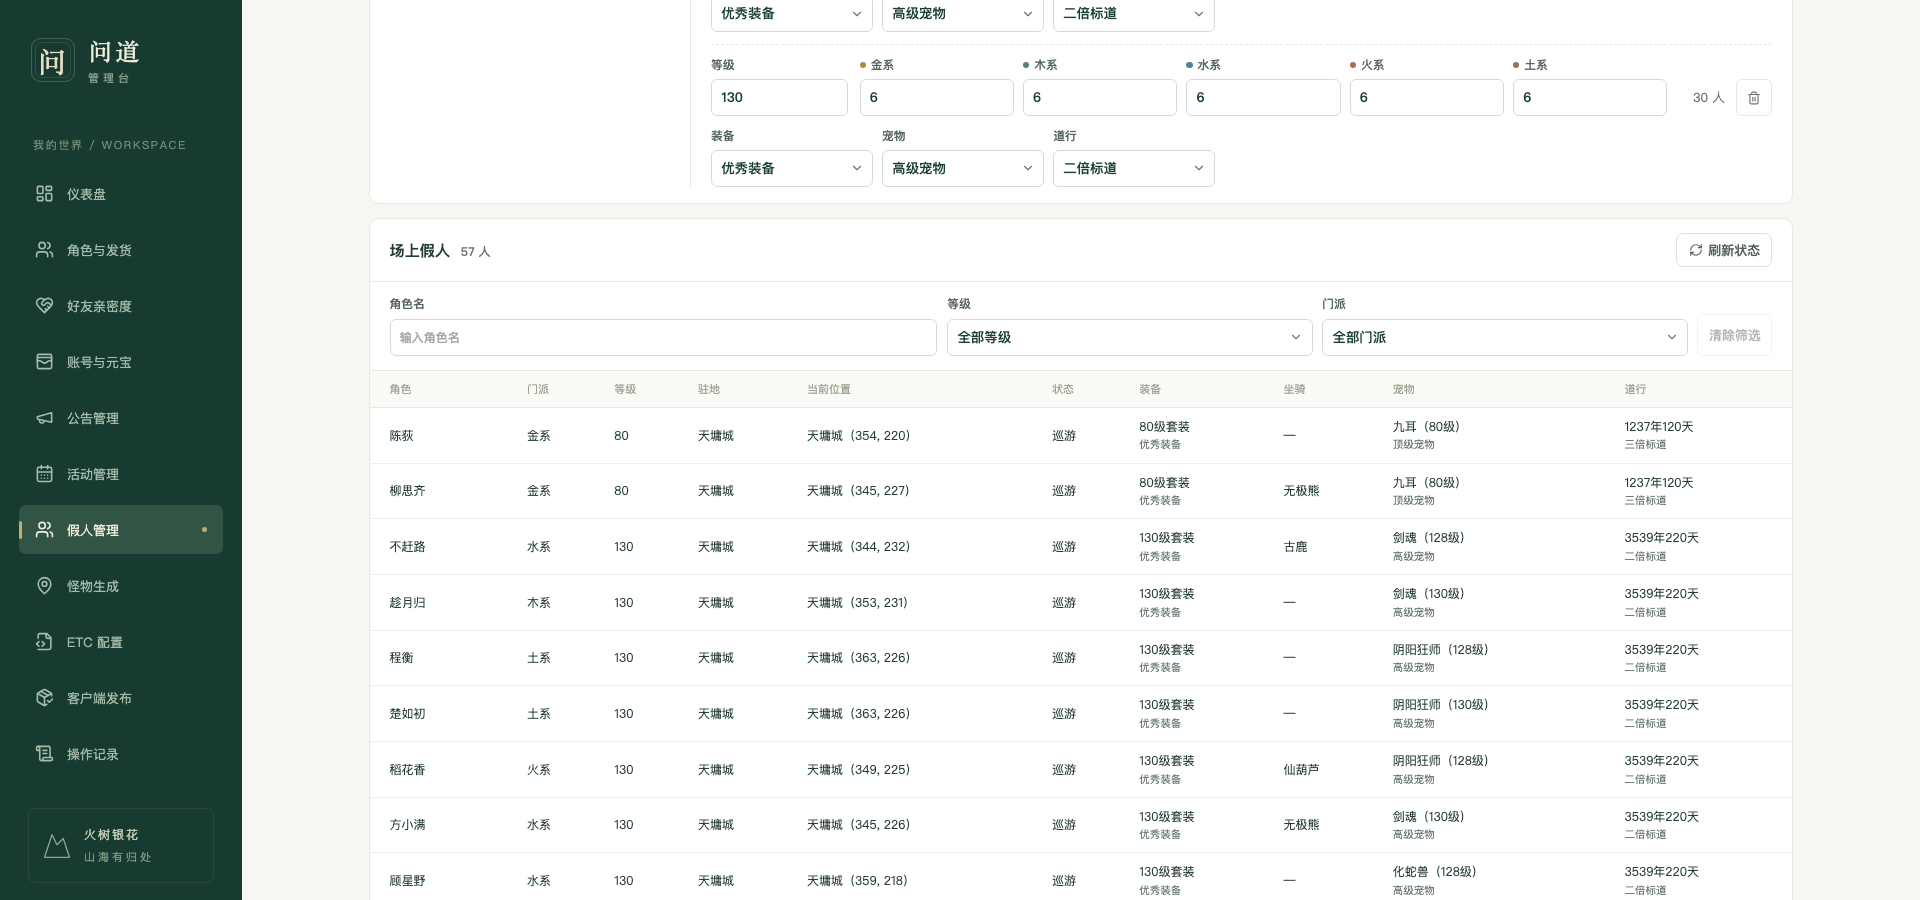 问
问道
管理台
我的世界 / WORKSPACE
仪表盘
角色与发货
好友亲密度
账号与元宝
公告管理
活动管理
假人管理
怪物生成
ETC 配置
客户端发布
操作记录
火树银花
山海有归处
优秀装备 高级宠物 二倍标道
等级 金系 木系 水系 火系 土系
130 6 6 6 6 6 30 人
装备 宠物 道行
优秀装备 高级宠物 二倍标道
场上假人 57 人 刷新状态
角色名 等级 门派
输入角色名 全部等级 全部门派 清除筛选
角色 门派 等级 驻地 当前位置 状态 装备 坐骑 宠物 道行
陈荻 金系 80 天墉城 天墉城（354, 220） 巡游 80级套装 — 九耳（80级） 1237年120天
优秀装备 顶级宠物 三倍标道
柳思齐 金系 80 天墉城 天墉城（345, 227） 巡游 80级套装 无极熊 九耳（80级） 1237年120天
优秀装备 顶级宠物 三倍标道
不赶路 水系 130 天墉城 天墉城（344, 232） 巡游 130级套装 古鹿 剑魂（128级） 3539年220天
优秀装备 高级宠物 二倍标道
趁月归 木系 130 天墉城 天墉城（353, 231） 巡游 130级套装 — 剑魂（130级） 3539年220天
优秀装备 高级宠物 二倍标道
程衡 土系 130 天墉城 天墉城（363, 226） 巡游 130级套装 — 阴阳狂师（128级） 3539年220天
优秀装备 高级宠物 二倍标道
楚如初 土系 130 天墉城 天墉城（363, 226） 巡游 130级套装 — 阴阳狂师（130级） 3539年220天
优秀装备 高级宠物 二倍标道
稻花香 火系 130 天墉城 天墉城（349, 225） 巡游 130级套装 仙葫芦 阴阳狂师（128级） 3539年220天
优秀装备 高级宠物 二倍标道
方小满 水系 130 天墉城 天墉城（345, 226） 巡游 130级套装 无极熊 剑魂（130级） 3539年220天
优秀装备 高级宠物 二倍标道
顾星野 水系 130 天墉城 天墉城（359, 218） 巡游 130级套装 — 化蛇兽（128级） 3539年220天
优秀装备 高级宠物 二倍标道